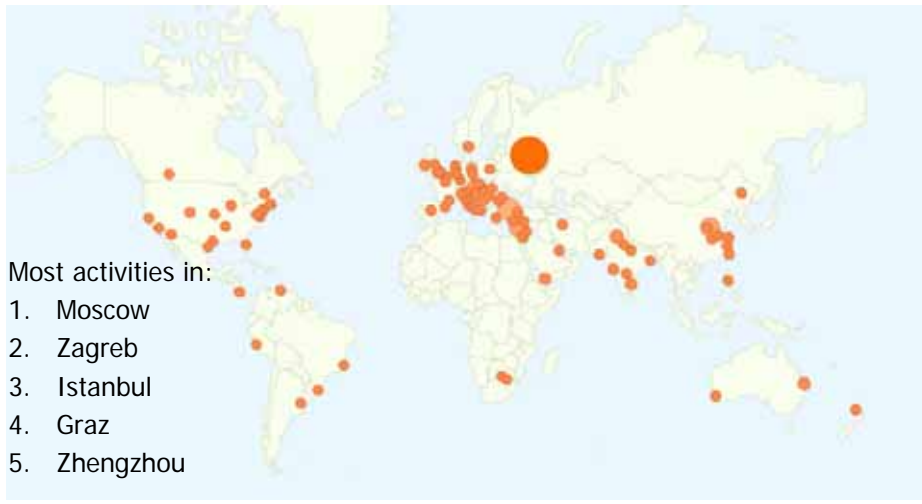 Most activities in:
1. Moscow
2. Zagreb
3. Istanbul
4. Graz
5. Zhengzhou